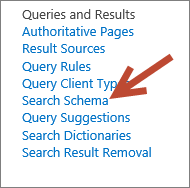 Queries and Results
Authoritative Pages
Result Sources
Query Rules
Query Client Typ
Search Schema
Query Suggestions
Search Dictionaries
Search Result Removal